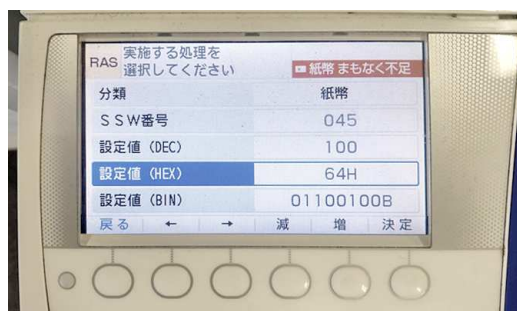 RAS 実施する処理を
選択してください
紙幣 まもなく不足
分類 紙幣
ＳＳＷ番号 045
設定値 (DEC) 100
設定値 (HEX) 64H
設定値 (BIN) 01100100B
戻る ← → 減 増 決定